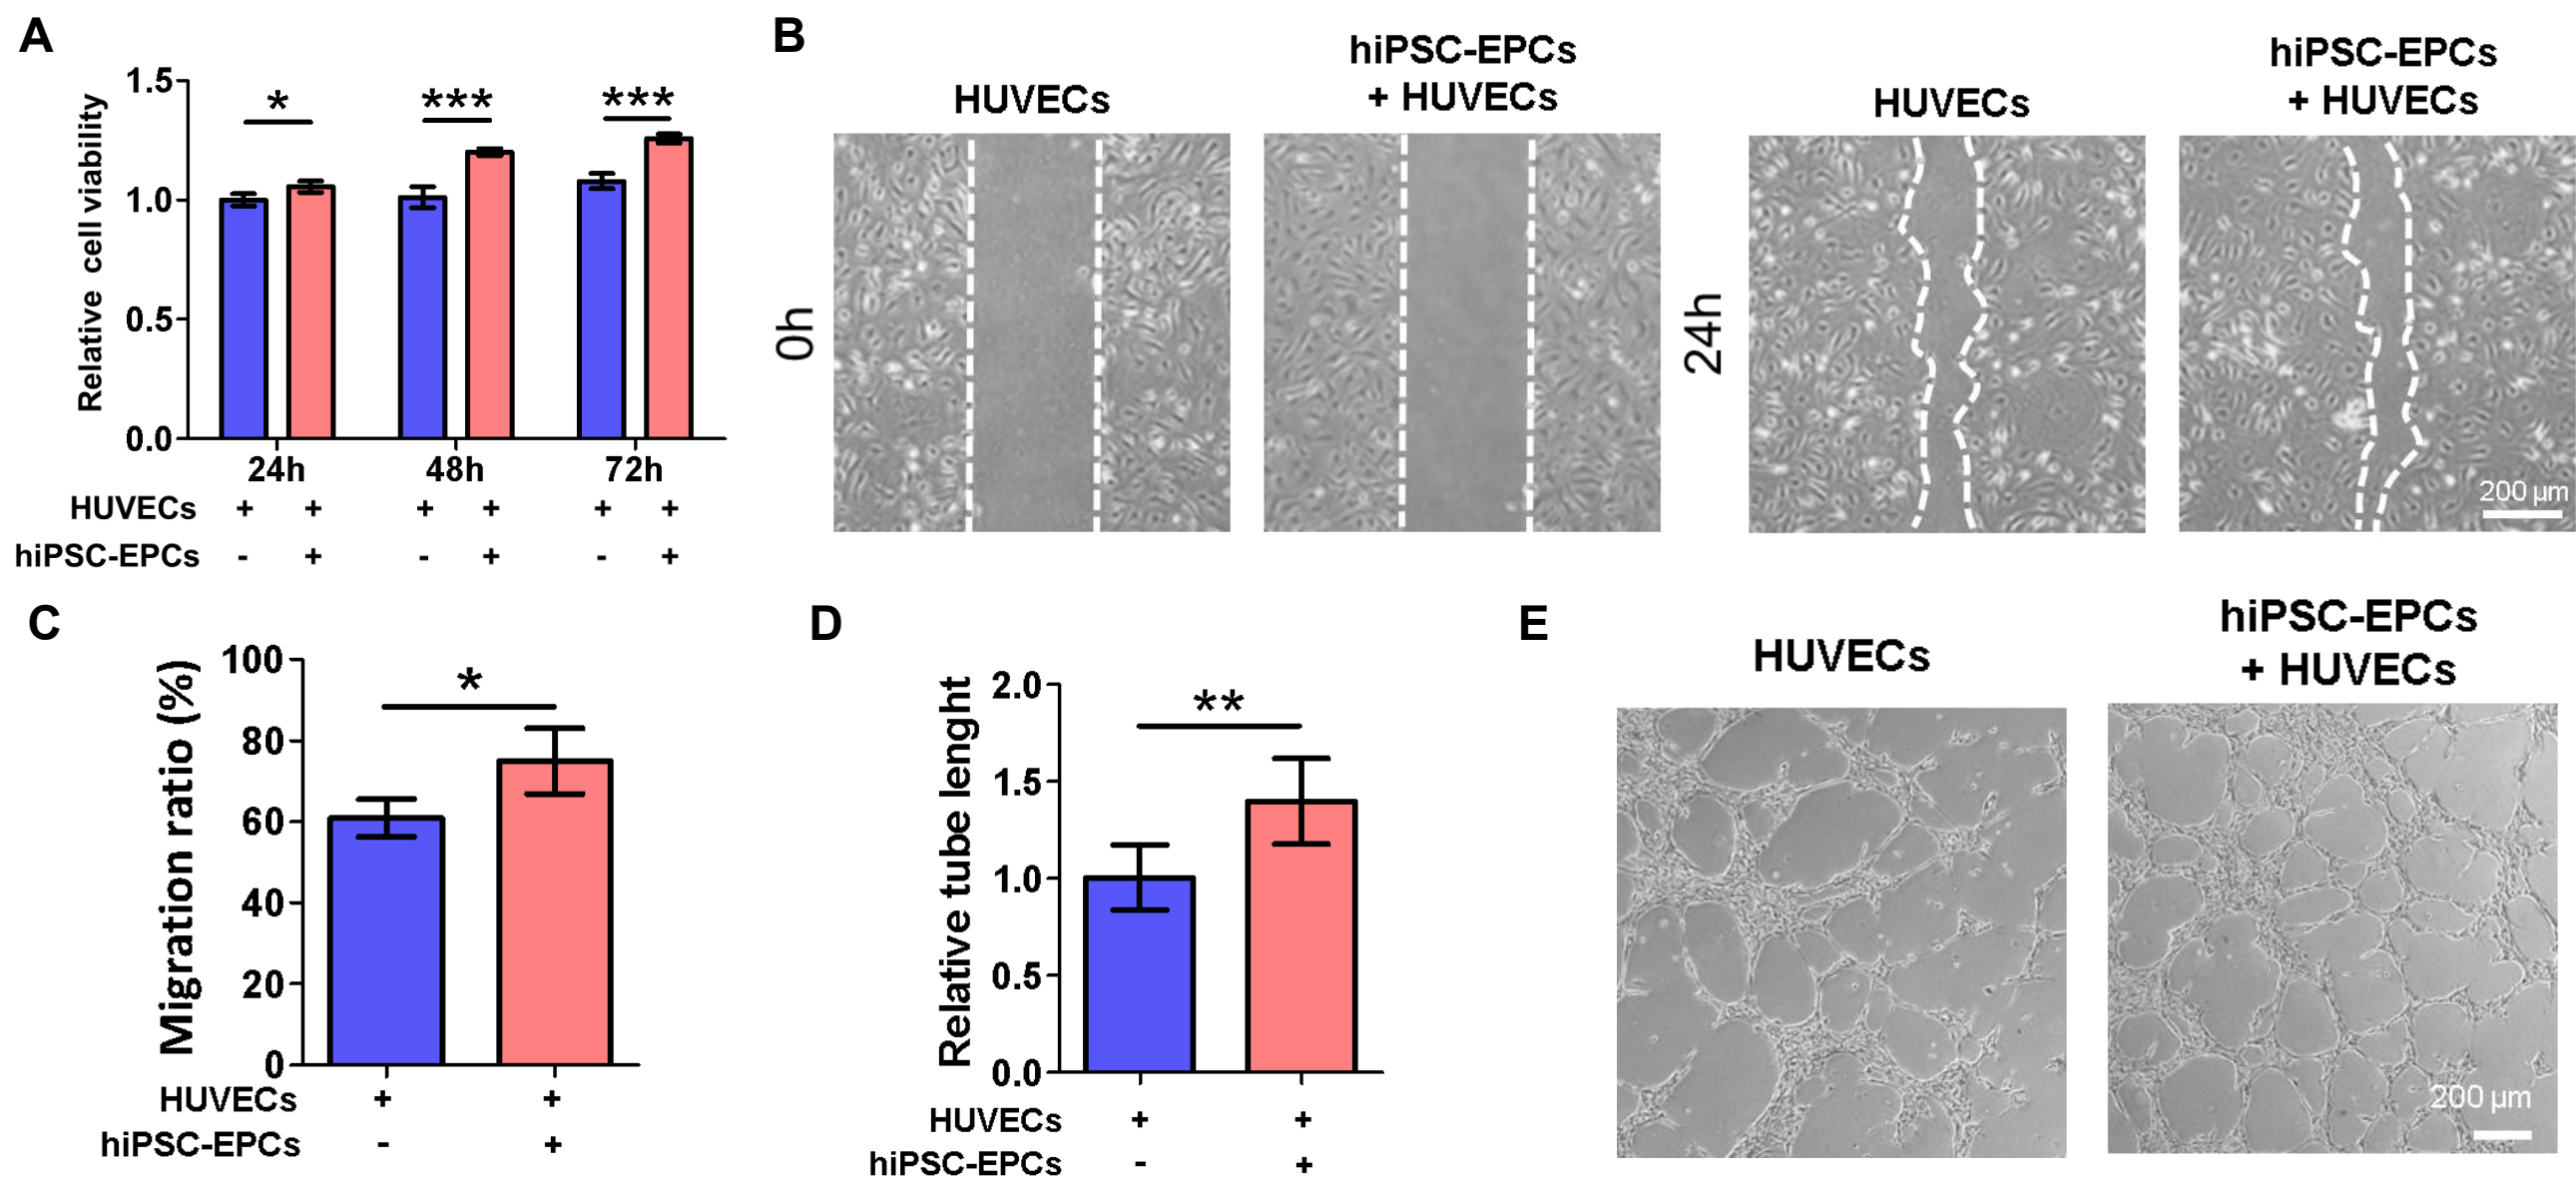 A
1.5
1.0
0.5
0.0
Relative cell viability
*
***
***
24h
48h
72h
HUVECs + + + + + +
hiPSC-EPCs - + - + - +
B
HUVECs
hiPSC-EPCs
+ HUVECs
HUVECs
hiPSC-EPCs
+ HUVECs
0h
24h
200 µm
C
Migration ratio (%)
100
80
60
40
20
0
*
HUVECs + +
hiPSC-EPCs - +
D
Relative tube lenght
2.0
1.5
1.0
0.5
0.0
**
HUVECs + +
hiPSC-EPCs - +
E
HUVECs
hiPSC-EPCs
+ HUVECs
200 µm